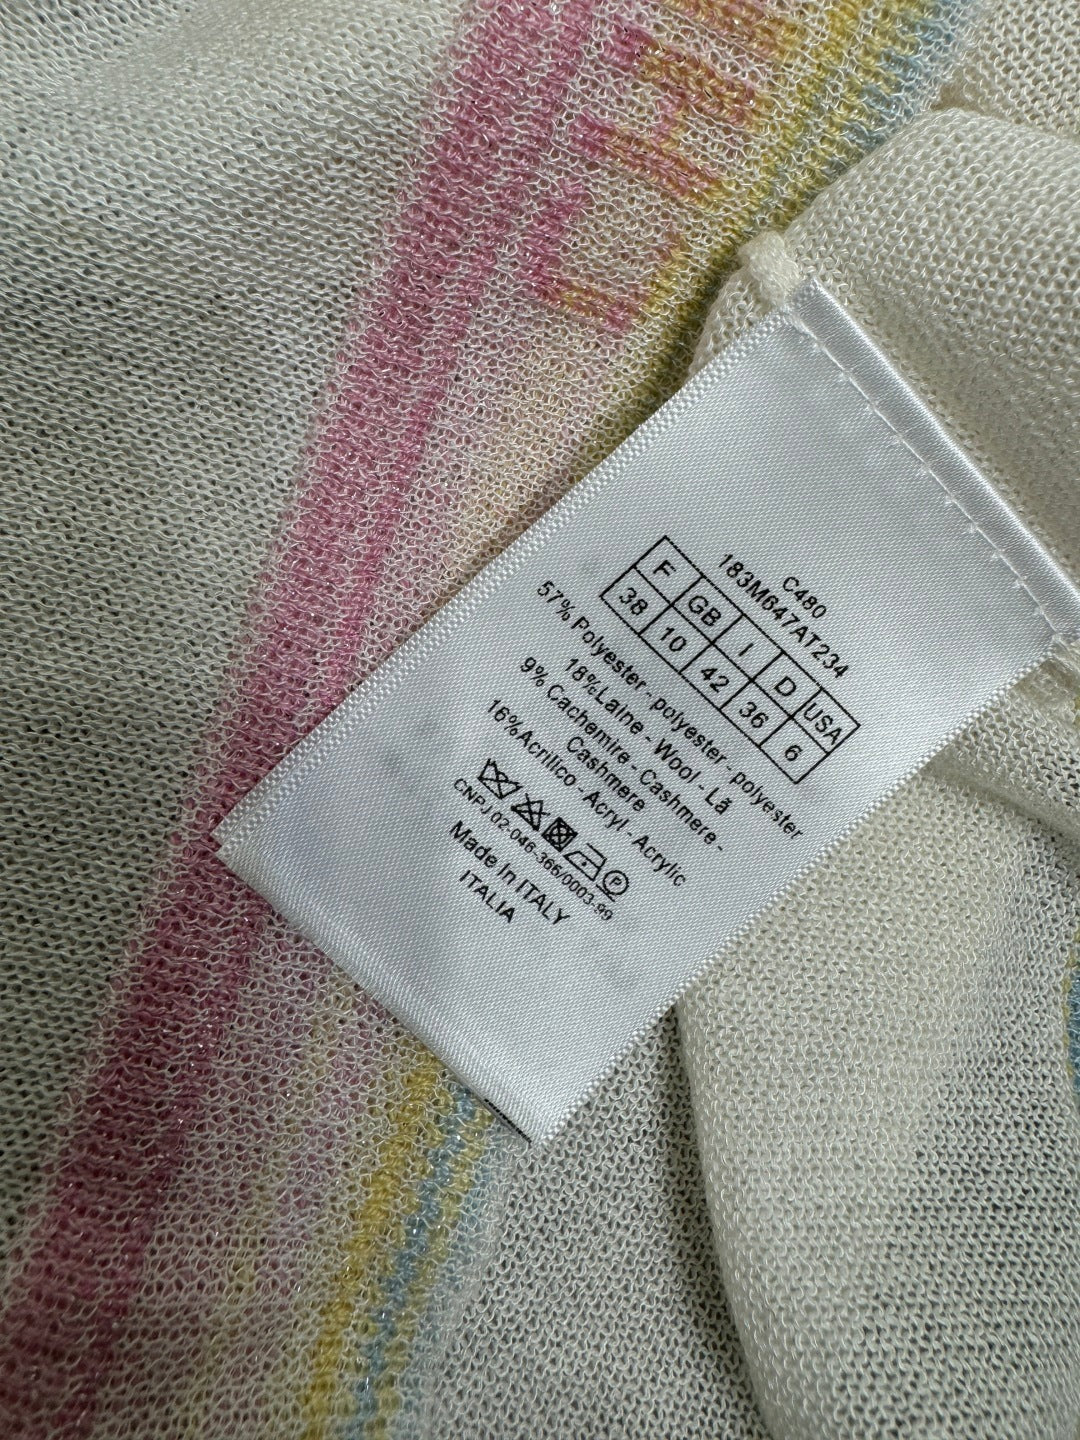 C480
183M647AT234
F GB I D USA
38 10 42 36 6
57% Polyester - polyester - polyester
18%Laine - Wool - Lã
9% Cachemire - Cashmere -
Cashmere
16%Acrilico - Acryl - Acrylic
P
CNPJ 02-046-366/0003-99
Made In ITALY
ITALIA